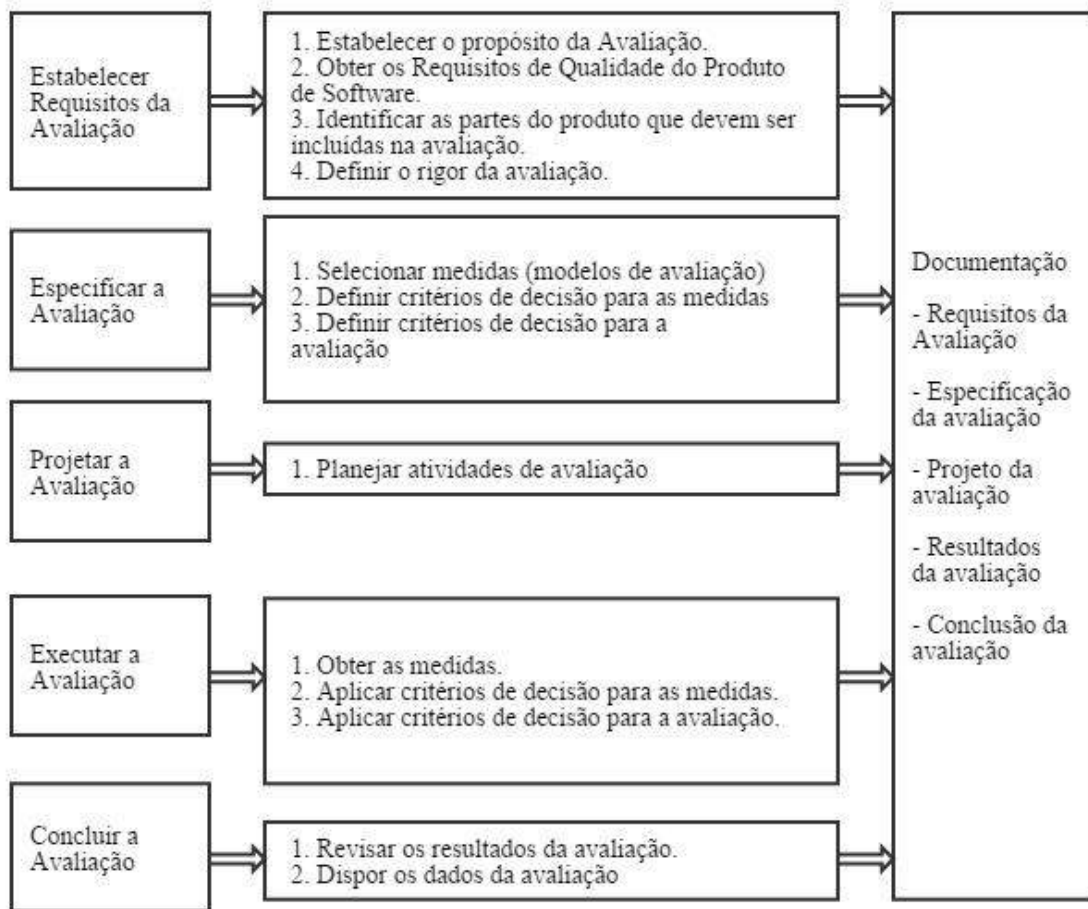 Estabelecer
Requisitos da
Avaliação
1. Estabelecer o propósito da Avaliação.
2. Obter os Requisitos de Qualidade do Produto
de Software.
3. Identificar as partes do produto que devem ser
incluídas na avaliação.
4. Definir o rigor da avaliação.
Especificar a
Avaliação
1. Selecionar medidas (modelos de avaliação)
2. Definir critérios de decisão para as medidas
3. Definir critérios de decisão para a
avaliação
Projetar a
Avaliação
1. Planejar atividades de avaliação
Executar a
Avaliação
1. Obter as medidas.
2. Aplicar critérios de decisão para as medidas.
3. Aplicar critérios de decisão para a avaliação.
Concluir a
Avaliação
1. Revisar os resultados da avaliação.
2. Dispor os dados da avaliação
Documentação
- Requisitos da
Avaliação
- Especificação
da avaliação
- Projeto da
avaliação
- Resultados
da avaliação
- Conclusão da
avaliação